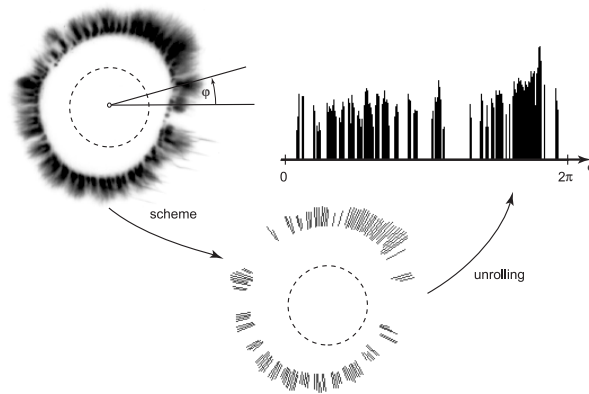 φ
0
2π
scheme
unrolling